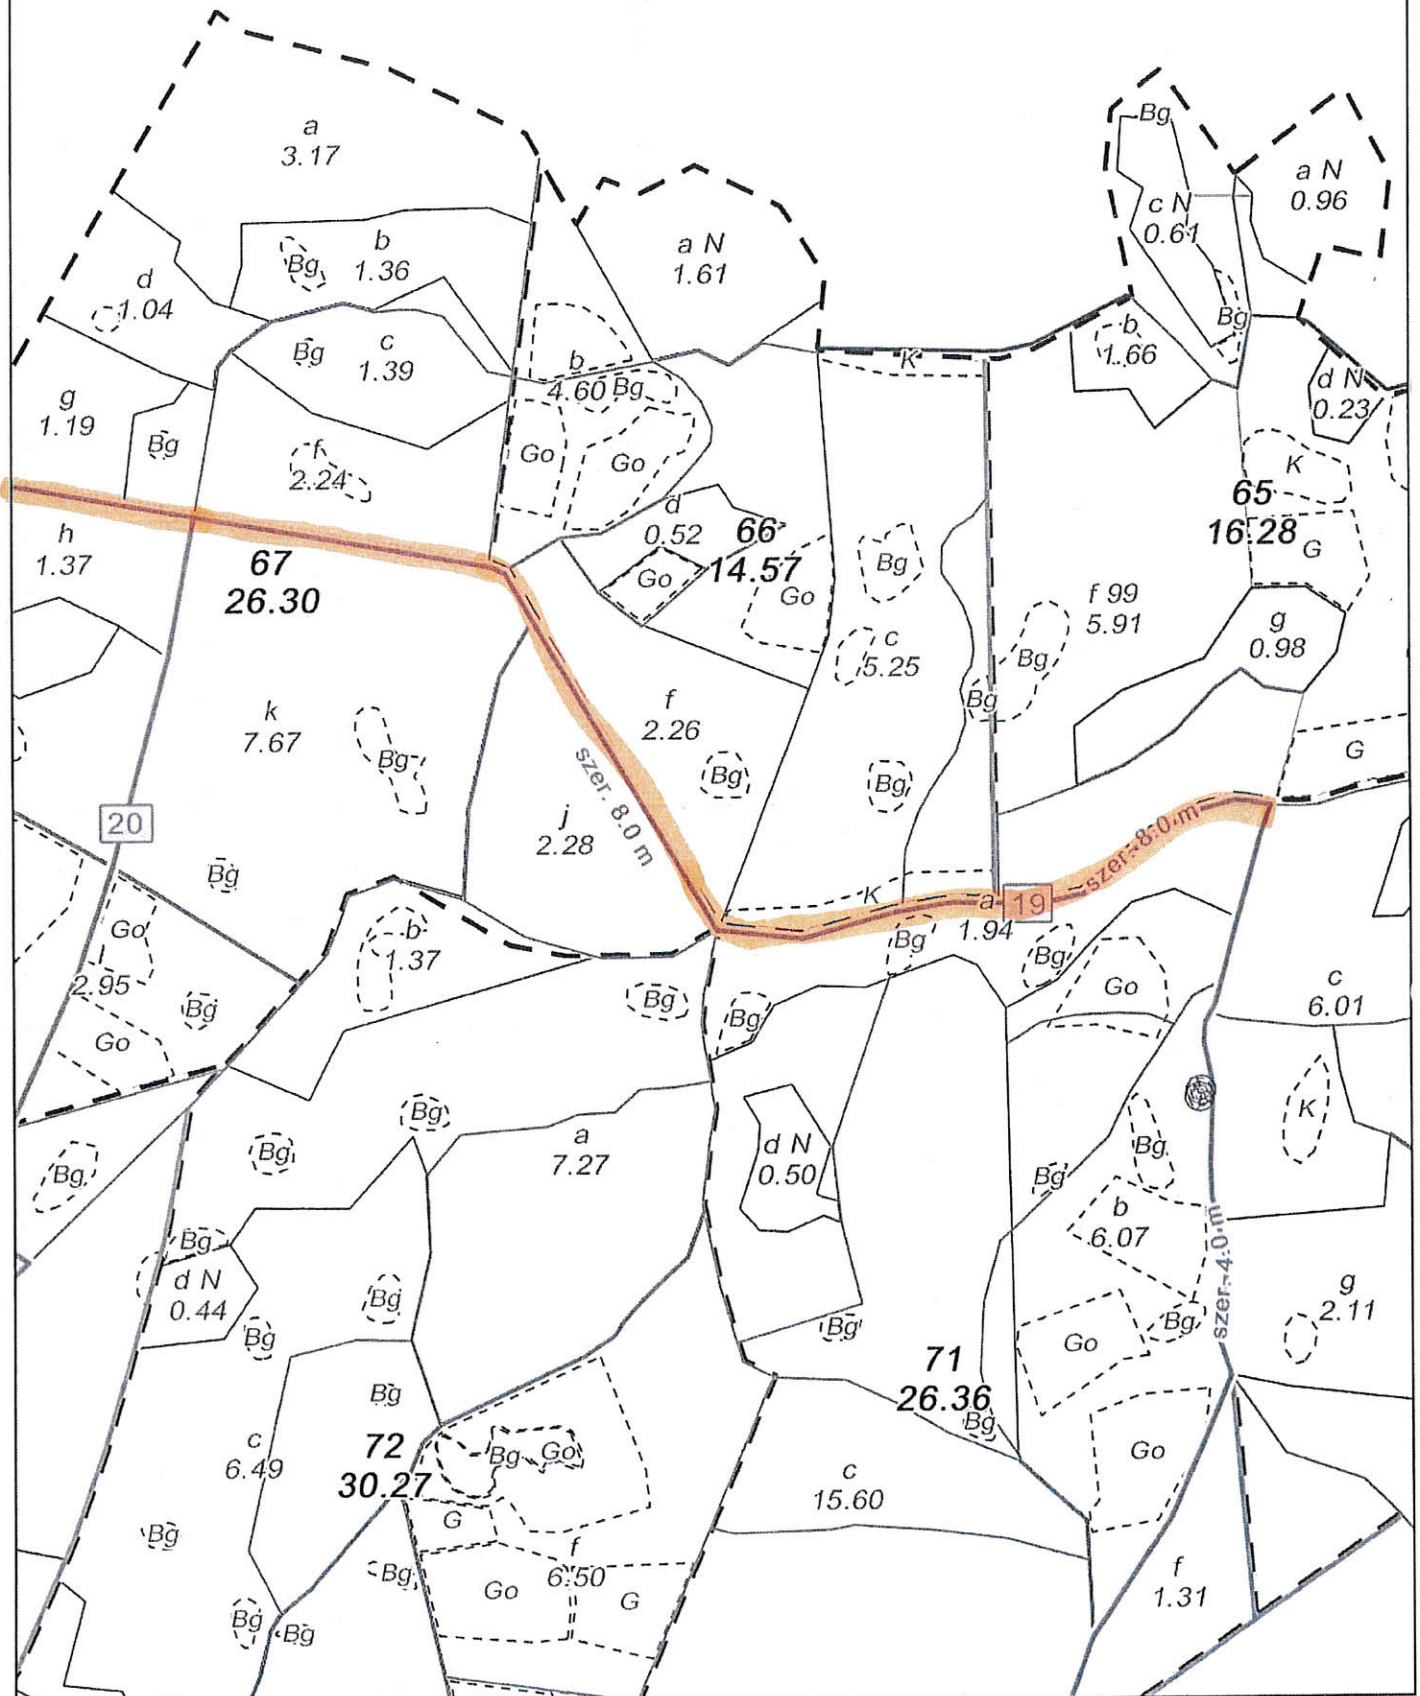 a
3.17
Bg
a N
0.96
c N
0.61
b
1.36
Bg
a N
1.61
d
1.04
Bg
b
1.66
Bg
c
1.39
K
d N
0.23
b
4.60
Bg
g
1.19
Bg
Go
Go
f
2.24
K
65
16.28
d
0.52
66
14.57
G
h
1.37
67
26.30
Go
Go
Bg
f 99
5.91
g
0.98
c
5.25
Bg
Bg
k
7.67
f
2.26
Bg
Bg
Bg
G
szer. 8.0 m
20
j
2.28
szer. 8.0 m
Bg
K
a
1.94
19
Go
b
1.37
Bg
Bg
2.95
Bg
Bg
Bg
Go
c
6.01
Go
Bg
K
Bg
a
7.27
d N
0.50
Bg
Bg
Bg
Bg
b
6.07
szer. 4.0 m
Bg
d N
0.44
Bg
g
2.11
Bg
Bg
Bg
Go
71
26.36
Bg
Bg
72
30.27
c
6.49
Bg
Go
Go
c
15.60
G
Bg
f
6.50
Bg
Go
G
f
1.31
Bg
Bg